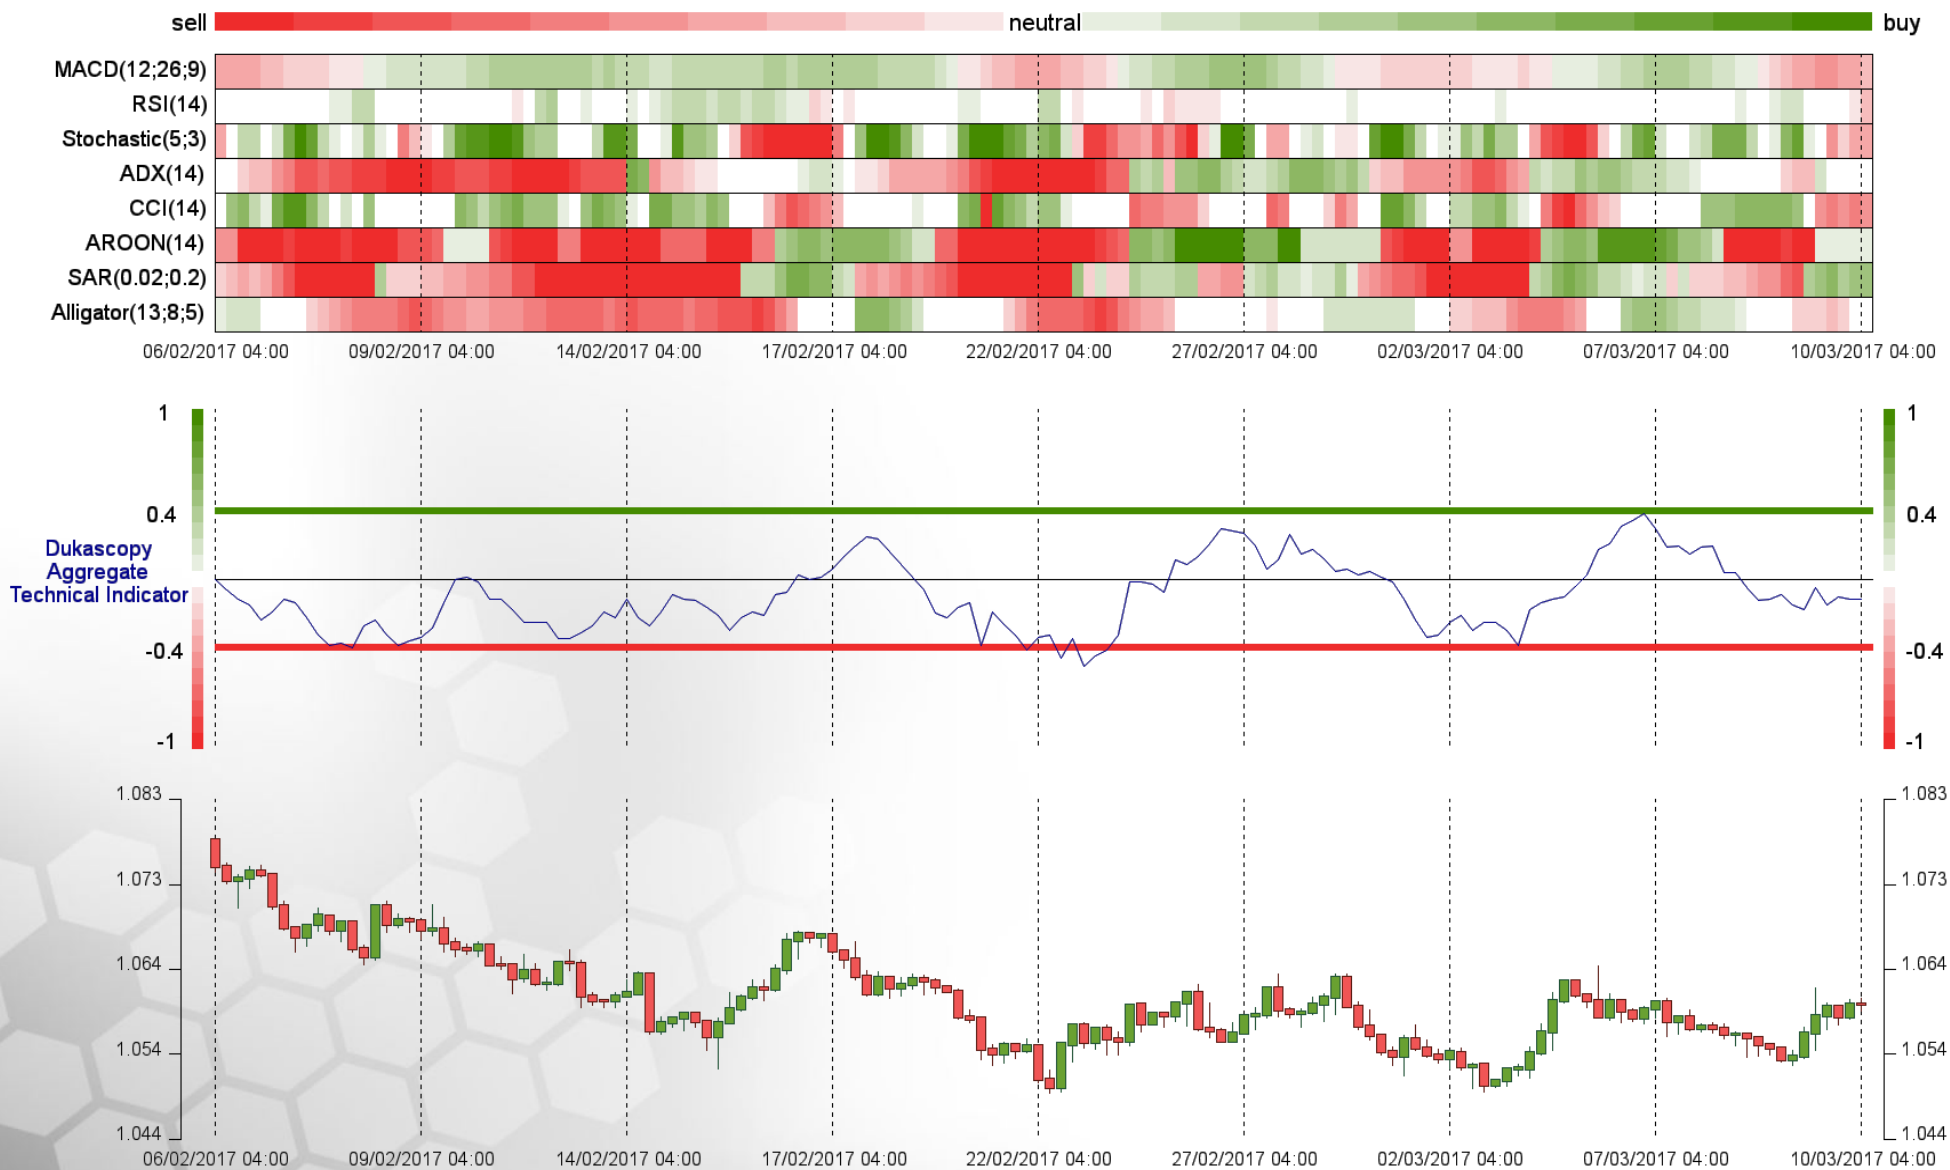 sell neutral buy
MACD(12;26;9)
RSI(14)
Stochastic(5;3)
ADX(14)
CCI(14)
AROON(14)
SAR(0.02;0.2)
Alligator(13;8;5)
06/02/2017 04:00 09/02/2017 04:00 14/02/2017 04:00 17/02/2017 04:00 22/02/2017 04:00 27/02/2017 04:00 02/03/2017 04:00 07/03/2017 04:00 10/03/2017 04:00
1 1
0.4 0.4
Dukascopy
Aggregate
Technical Indicator
-0.4 -0.4
-1 -1
1.083 1.083
1.073 1.073
1.064 1.064
1.054 1.054
1.044 1.044
06/02/2017 04:00 09/02/2017 04:00 14/02/2017 04:00 17/02/2017 04:00 22/02/2017 04:00 27/02/2017 04:00 02/03/2017 04:00 07/03/2017 04:00 10/03/2017 04:00